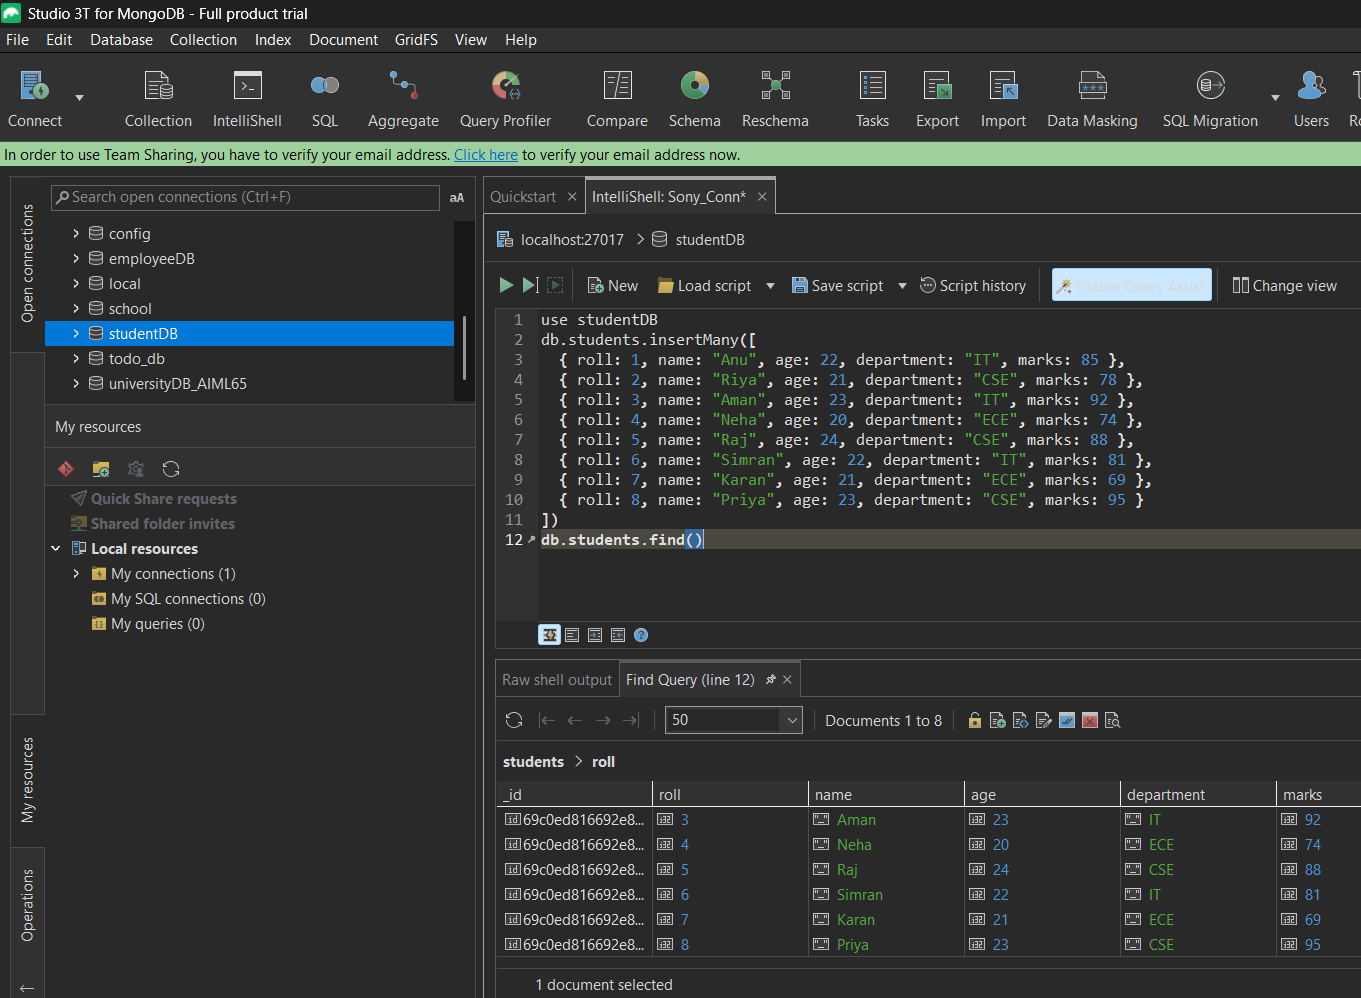 Studio 3T for MongoDB - Full product trial
File Edit Database Collection Index Document GridFS View Help
Connect Collection IntelliShell SQL Aggregate Query Profiler Compare Schema Reschema Tasks Export Import Data Masking SQL Migration Users Ro
In order to use Team Sharing, you have to verify your email address. Click here to verify your email address now.
Open connections
Search open connections (Ctrl+F) aA
config
employeeDB
local
school
studentDB
todo_db
universityDB_AIML65
My resources
Quick Share requests
Shared folder invites
Local resources
My connections (1)
My SQL connections (0)
My queries (0)
My resources
Operations
Quickstart IntelliShell: Sony_Conn*
localhost:27017 studentDB
New Load script Save script Script history Enable Query Assist Change view
1 use studentDB
2 db.students.insertMany([
3 { roll: 1, name: "Anu", age: 22, department: "IT", marks: 85 },
4 { roll: 2, name: "Riya", age: 21, department: "CSE", marks: 78 },
5 { roll: 3, name: "Aman", age: 23, department: "IT", marks: 92 },
6 { roll: 4, name: "Neha", age: 20, department: "ECE", marks: 74 },
7 { roll: 5, name: "Raj", age: 24, department: "CSE", marks: 88 },
8 { roll: 6, name: "Simran", age: 22, department: "IT", marks: 81 },
9 { roll: 7, name: "Karan", age: 21, department: "ECE", marks: 69 },
10 { roll: 8, name: "Priya", age: 23, department: "CSE", marks: 95 }
11 ])
12 db.students.find()
Raw shell output Find Query (line 12)
50 Documents 1 to 8
students > roll
_id roll name age department marks
69c0ed816692e8... 3 Aman 23 IT 92
69c0ed816692e8... 4 Neha 20 ECE 74
69c0ed816692e8... 5 Raj 24 CSE 88
69c0ed816692e8... 6 Simran 22 IT 81
69c0ed816692e8... 7 Karan 21 ECE 69
69c0ed816692e8... 8 Priya 23 CSE 95
1 document selected